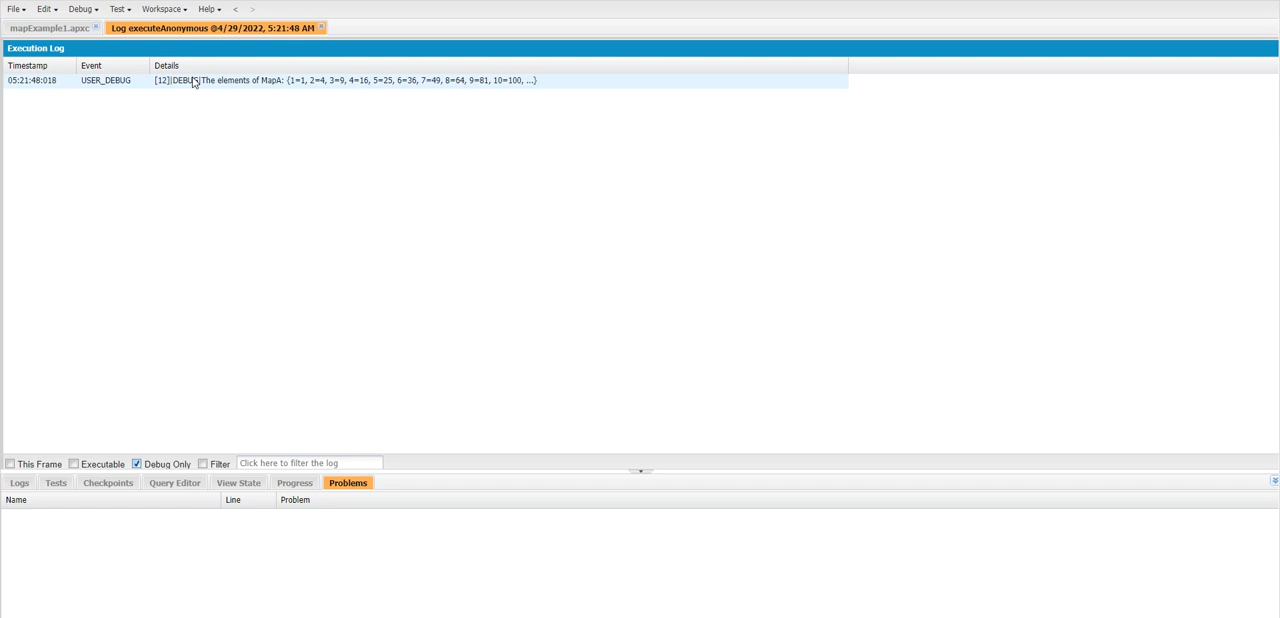 File Edit Debug Test Workspace Help < >
mapExample1.apxc Log executeAnonymous @4/29/2022, 5:21:48 AM
Execution Log
Timestamp Event Details
05:21:48:018 USER_DEBUG [12]|DEBUG|The elements of MapA: {1=1, 2=4, 3=9, 4=16, 5=25, 6=36, 7=49, 8=64, 9=81, 10=100, ...}
This Frame Executable Debug Only Filter Click here to filter the log
Logs Tests Checkpoints Query Editor View State Progress Problems
Name Line Problem